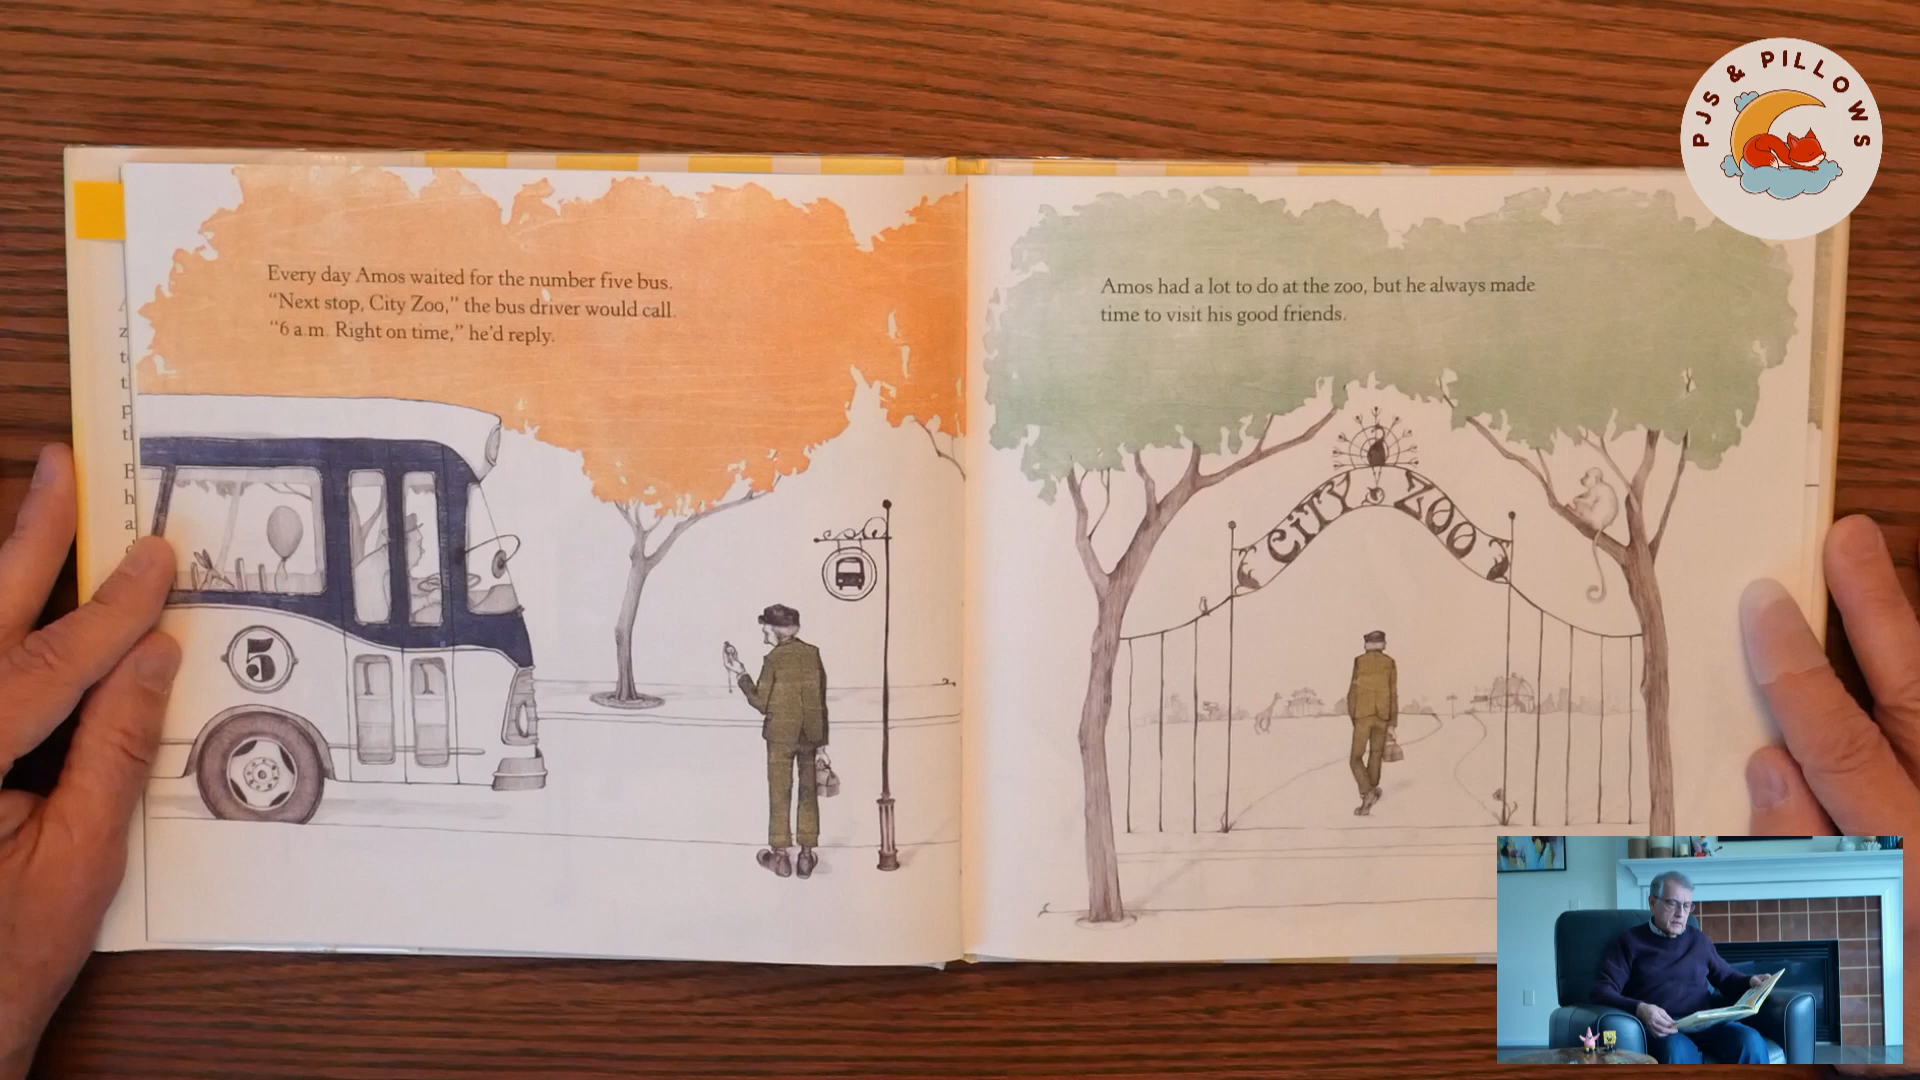 PJS & PILLOWS
Every day Amos waited for the number five bus.
“Next stop, City Zoo,” the bus driver would call.
“6 a.m. Right on time,” he’d reply.
Amos had a lot to do at the zoo, but he always made
time to visit his good friends.
CiTY ZOO
5